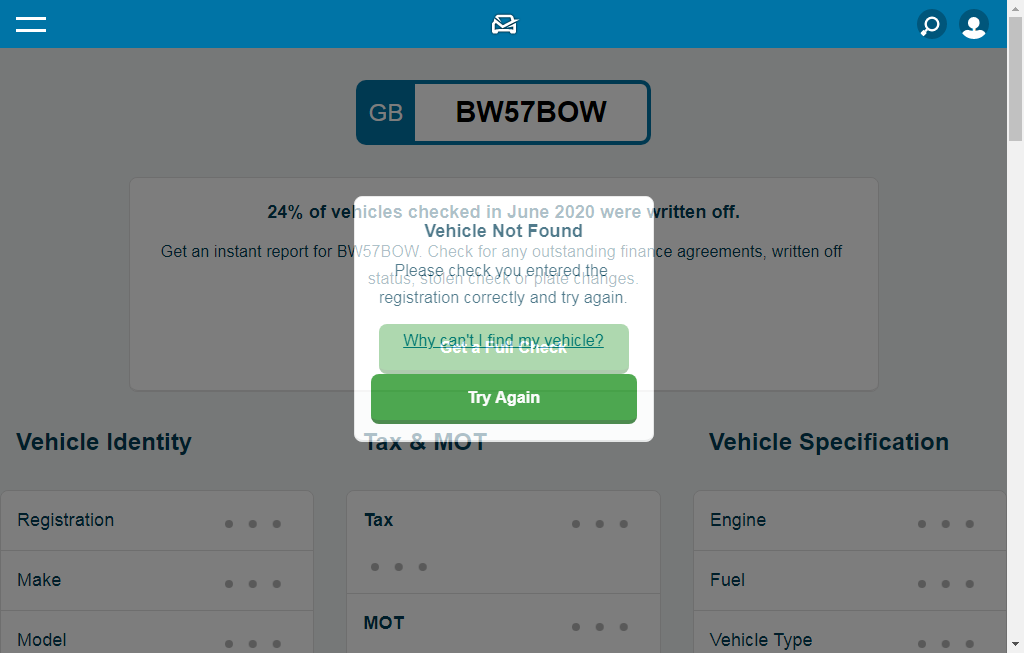 GB BW57BOW
24% of vehicles checked in June 2020 were written off.
Vehicle Not Found
Get an instant report for BW57BOW. Check for any outstanding finance agreements, written off
Please check you entered the
status, stolen check or plate changes.
registration correctly and try again.
Why can't I find my vehicle?
Get a Full Check
Try Again
Vehicle Identity
Tax & MOT
Vehicle Specification
Registration
Tax
Engine
Make
Fuel
MOT
Model
Vehicle Type